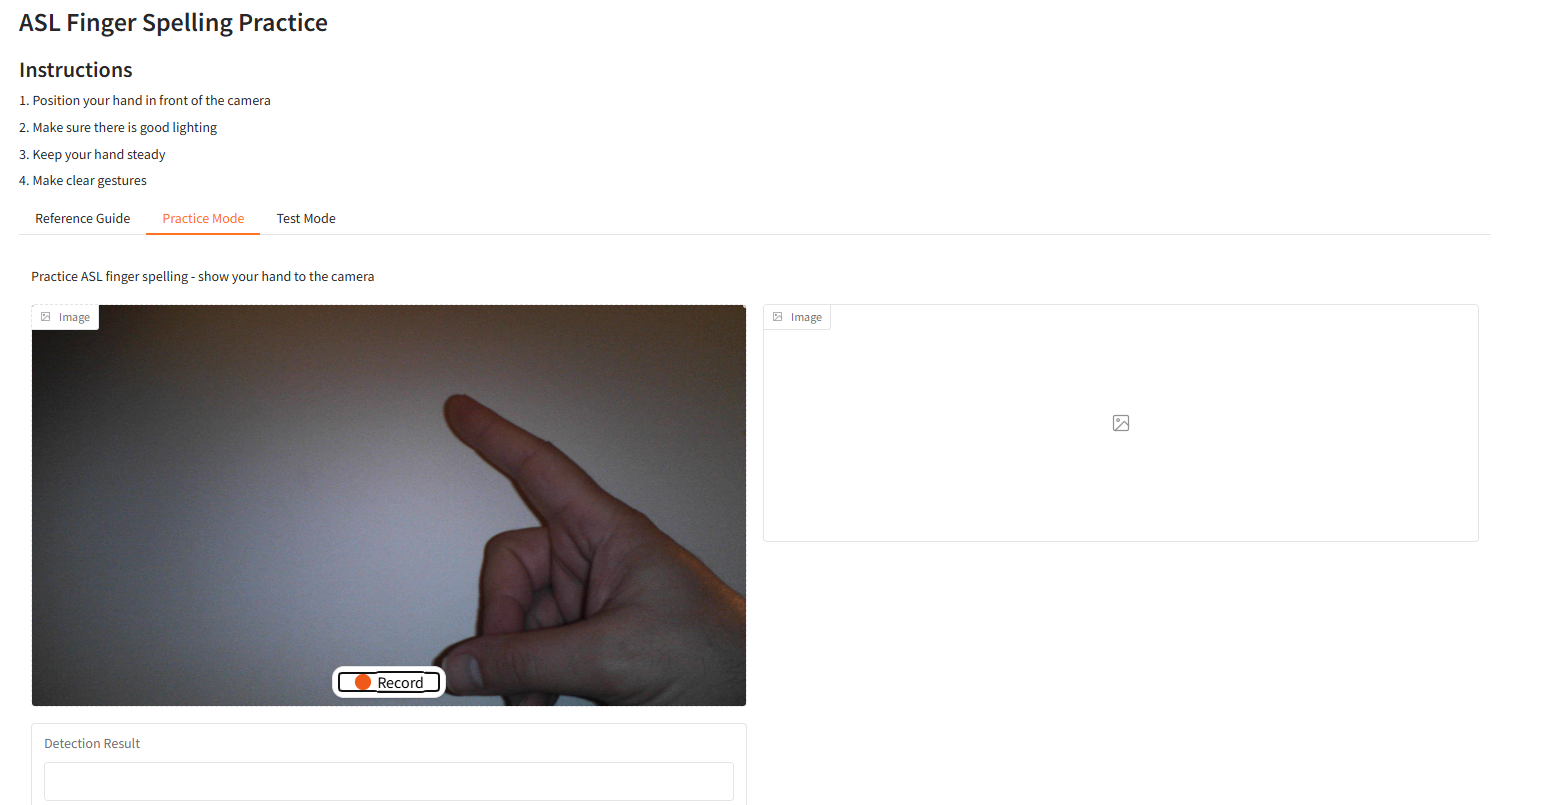 ASL Finger Spelling Practice
Instructions
1. Position your hand in front of the camera
2. Make sure there is good lighting
3. Keep your hand steady
4. Make clear gestures
Reference Guide Practice Mode Test Mode
Practice ASL finger spelling - show your hand to the camera
Image
Image
Record
Detection Result